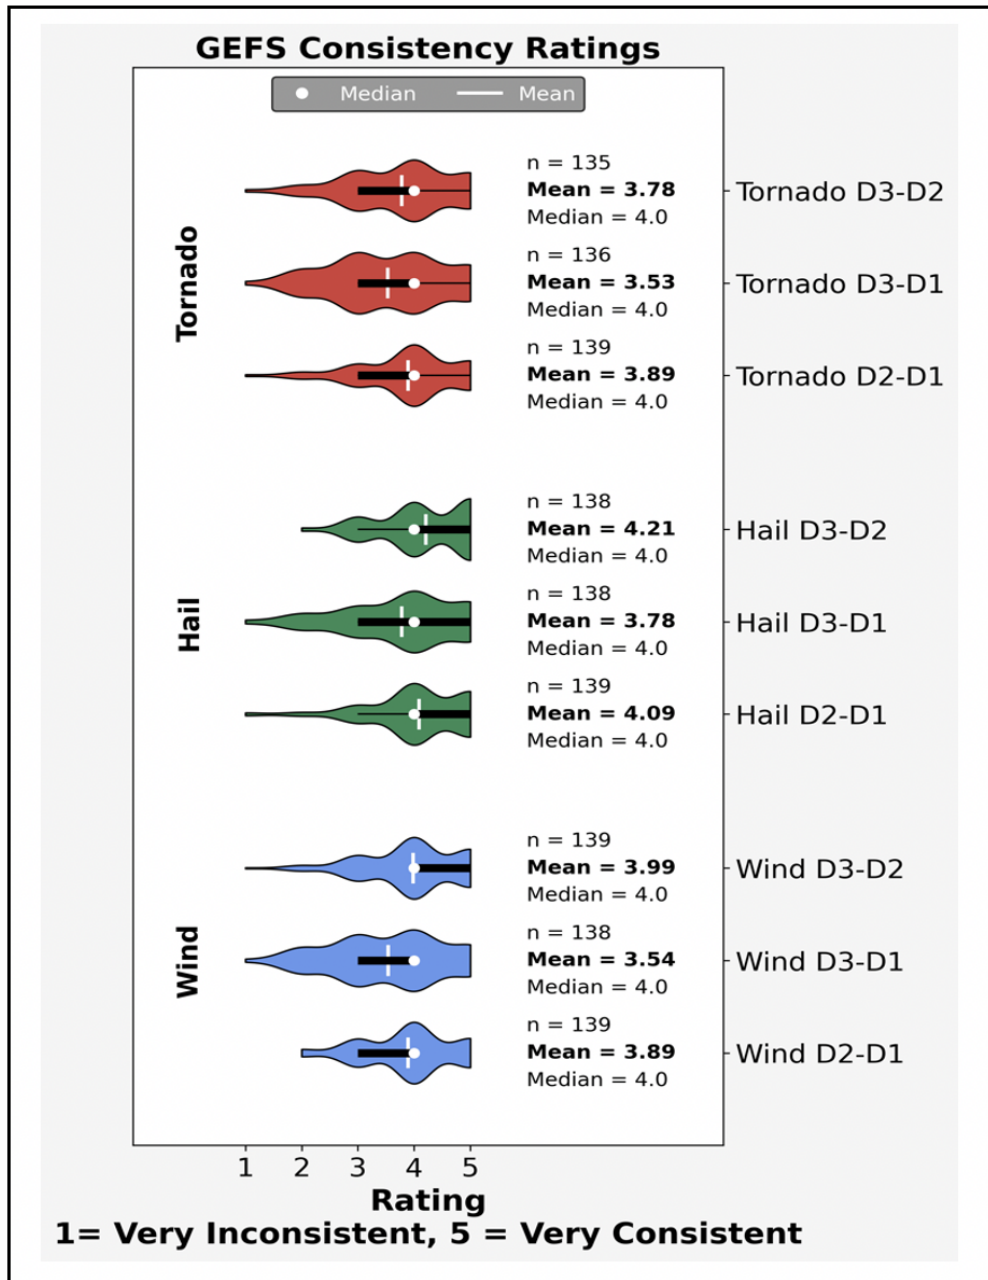 GEFS Consistency Ratings
Median Mean
Tornado
n = 135
Mean = 3.78
Median = 4.0
Tornado D3-D2
n = 136
Mean = 3.53
Median = 4.0
Tornado D3-D1
n = 139
Mean = 3.89
Median = 4.0
Tornado D2-D1
Hail
n = 138
Mean = 4.21
Median = 4.0
Hail D3-D2
n = 138
Mean = 3.78
Median = 4.0
Hail D3-D1
n = 139
Mean = 4.09
Median = 4.0
Hail D2-D1
Wind
n = 139
Mean = 3.99
Median = 4.0
Wind D3-D2
n = 138
Mean = 3.54
Median = 4.0
Wind D3-D1
n = 139
Mean = 3.89
Median = 4.0
Wind D2-D1
1 2 3 4 5
Rating
1= Very Inconsistent, 5 = Very Consistent